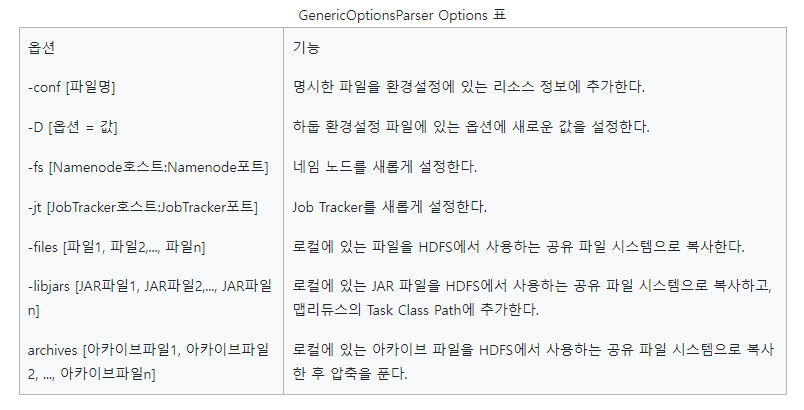 GenericOptionsParser Options 표
옵션
기능
-conf [파일명]
명시한 파일을 환경설정에 있는 리소스 정보에 추가한다.
-D [옵션 = 값]
하둡 환경설정 파일에 있는 옵션에 새로운 값을 설정한다.
-fs [Namenode호스트:Namenode포트]
네임 노드를 새롭게 설정한다.
-jt [JobTracker호스트:JobTracker포트]
Job Tracker를 새롭게 설정한다.
-files [파일1, 파일2,..., 파일n]
로컬에 있는 파일을 HDFS에서 사용하는 공유 파일 시스템으로 복사한다.
-libjars [JAR파일1, JAR파일2,..., JAR파일
n]
로컬에 있는 JAR 파일을 HDFS에서 사용하는 공유 파일 시스템으로 복사하고,
맵리듀스의 Task Class Path에 추가한다.
archives [아카이브파일1, 아카이브파일
2, ..., 아카이브파일n]
로컬에 있는 아카이브 파일을 HDFS에서 사용하는 공유 파일 시스템으로 복사
한 후 압축을 푼다.